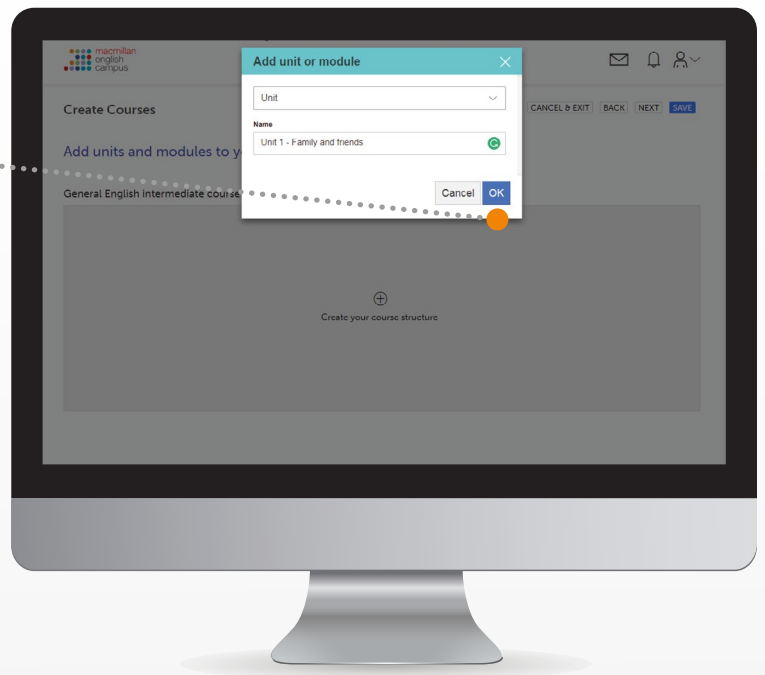 macmillan
english
campus
Add unit or module
Unit
Name
Unit 1 - Family and friends
Cancel OK
Create Courses
CANCEL & EXIT BACK NEXT SAVE
Add units and modules to y
General English intermediate course
Create your course structure